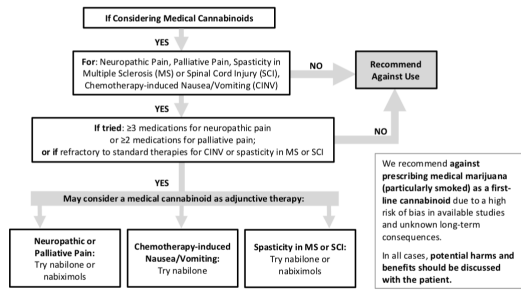 If Considering Medical Cannabinoids
YES
For: Neuropathic Pain, Palliative Pain, Spasticity in
Multiple Sclerosis (MS) or Spinal Cord Injury (SCI),
Chemotherapy-induced Nausea/Vomiting (CINV)
NO
Recommend
Against Use
YES
If tried: ≥3 medications for neuropathic pain
or ≥2 medications for palliative pain;
or if refractory to standard therapies for CINV or spasticity in MS or SCI
NO
YES
May consider a medical cannabinoid as adjunctive therapy:
Neuropathic or
Palliative Pain:
Try nabilone or
nabiximols
Chemotherapy-induced
Nausea/Vomiting:
Try nabilone
Spasticity in MS or SCI:
Try nabilone or
nabiximols
We recommend against
prescribing medical marijuana
(particularly smoked) as a first-
line cannabinoid due to a high
risk of bias in available studies
and unknown long-term
consequences.
In all cases, potential harms and
benefits should be discussed
with the patient.